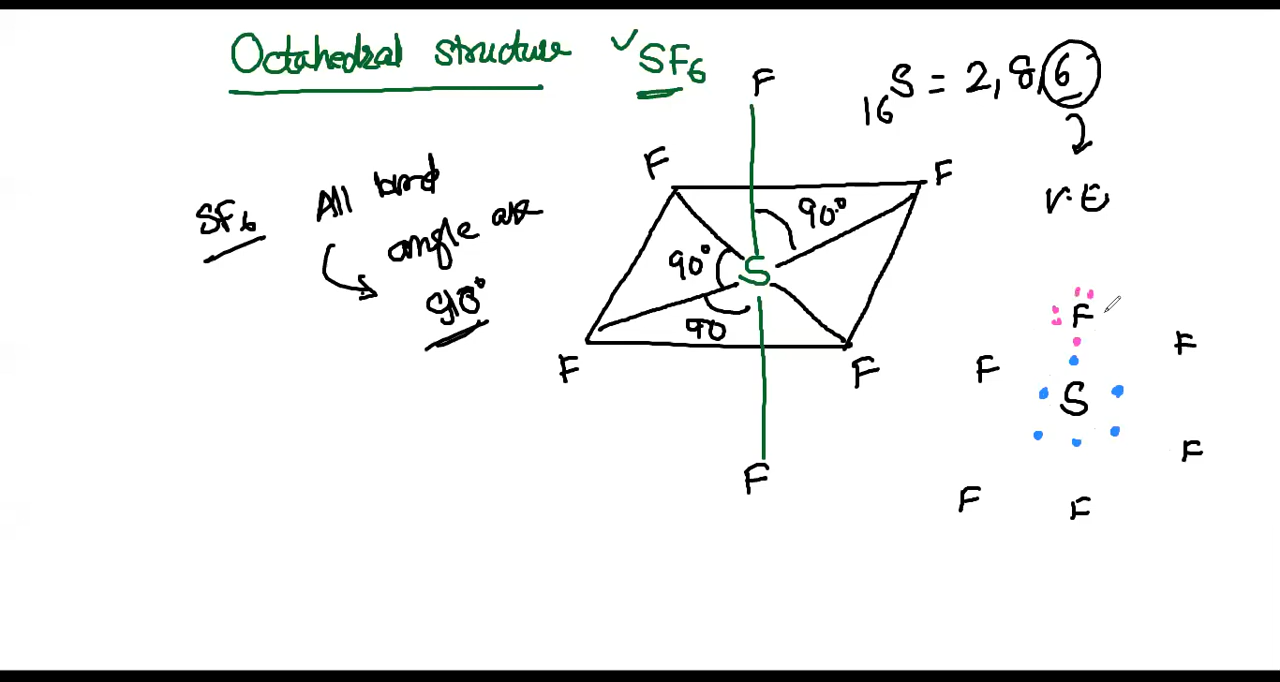 Octahedral structure ✓SF₆
₁₆S = 2, 8, 6
V.E
SF₆ All bond
angle are
90°
F
F
F
90°
90°
S
90
F
F
F
F
F
F
S
F
F
F